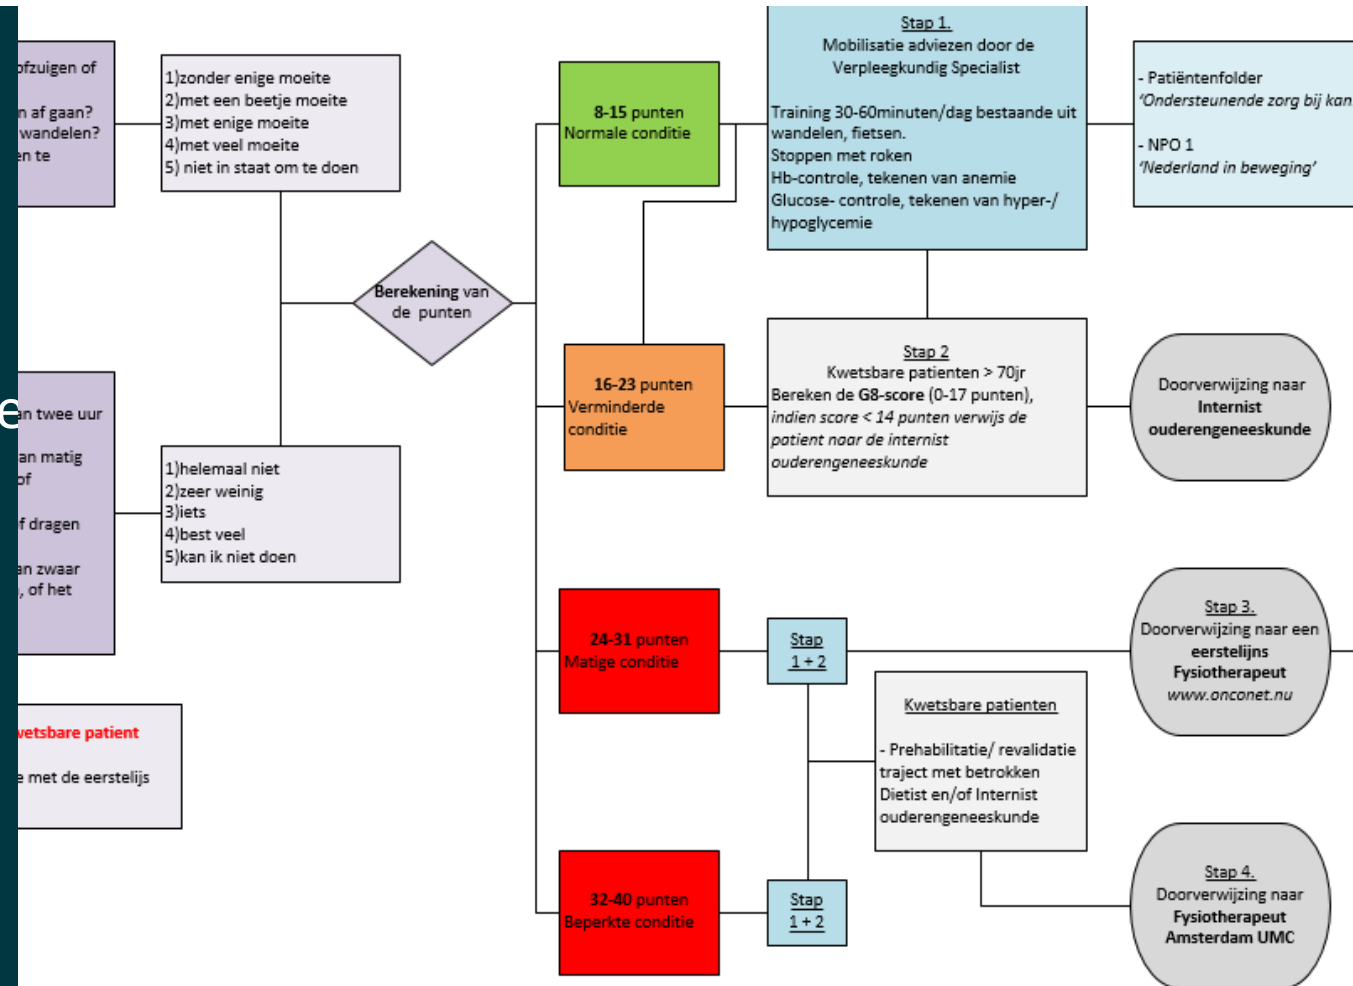 ofzuigen of
n af gaan?
wandelen?
en te
1)zonder enige moeite
2)met een beetje moeite
3)met enige moeite
4)met veel moeite
5) niet in staat om te doen
e
an twee uur
an matig
of
f dragen
an zwaar
, of het
1)helemaal niet
2)zeer weinig
3)iets
4)best veel
5)kan ik niet doen
wetsbare patient
e met de eerstelijs
Berekening van
de punten
8-15 punten
Normale conditie
16-23 punten
Verminderde
conditie
24-31 punten
Matige conditie
32-40 punten
Beperkte conditie
Stap 1.
Mobilisatie adviezen door de
Verpleegkundig Specialist
Training 30-60minuten/dag bestaande uit
wandelen, fietsen.
Stoppen met roken
Hb-controle, tekenen van anemie
Glucose- controle, tekenen van hyper-/
hypoglycemie
- Patiëntenfolder
‘Ondersteunende zorg bij kan
- NPO 1
‘Nederland in beweging’
Stap 2
Kwetsbare patienten > 70jr
Bereken de G8-score (0-17 punten),
indien score < 14 punten verwijs de
patient naar de internist
ouderengeneeskunde
Doorverwijzing naar
Internist
ouderengeneeskunde
Stap
1 + 2
Stap 3.
Doorverwijzing naar een
eerstelijns
Fysiotherapeut
www.onconet.nu
Kwetsbare patienten
- Prehabilitatie/ revalidatie
traject met betrokken
Dietist en/of Internist
ouderengeneeskunde
Stap
1 + 2
Stap 4.
Doorverwijzing naar
Fysiotherapeut
Amsterdam UMC